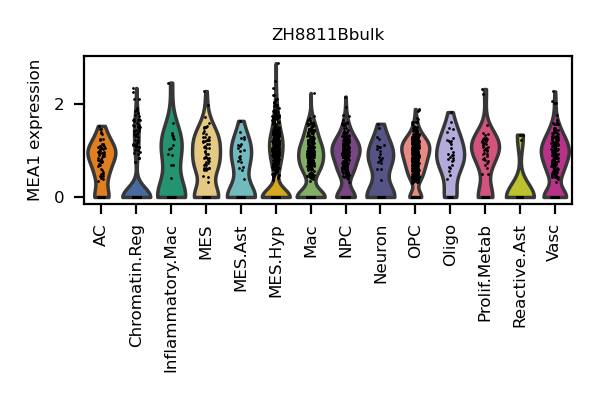 ZH8811Bbulk
MEA1 expression
2
0
AC
Chromatin.Reg
Inflammatory.Mac
MES
MES.Ast
MES.Hyp
Mac
NPC
Neuron
OPC
Oligo
Prolif.Metab
Reactive.Ast
Vasc